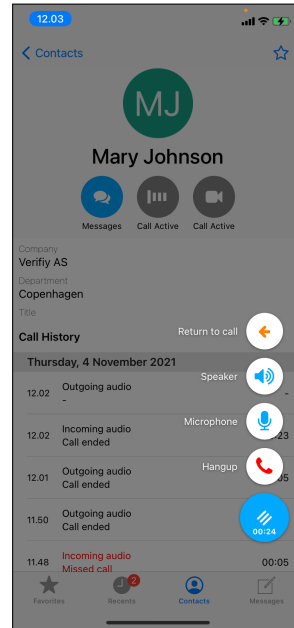 12.03
Contacts
MJ
Mary Johnson
Messages
Call Active
Call Active
Company
Verifiy AS
Department
Copenhagen
Title
Return to call
Call History
Thursday, 4 November 2021
Speaker
12.02 Outgoing audio -
-
Microphone
12.02 Incoming audio 23
Call ended
Hangup
12.01 Outgoing audio 05
Call ended
11.50 Outgoing audio
Call ended
00:24
11.48 Incoming audio 00:05
Missed call
Favorites
2
Recents
Contacts
Messages